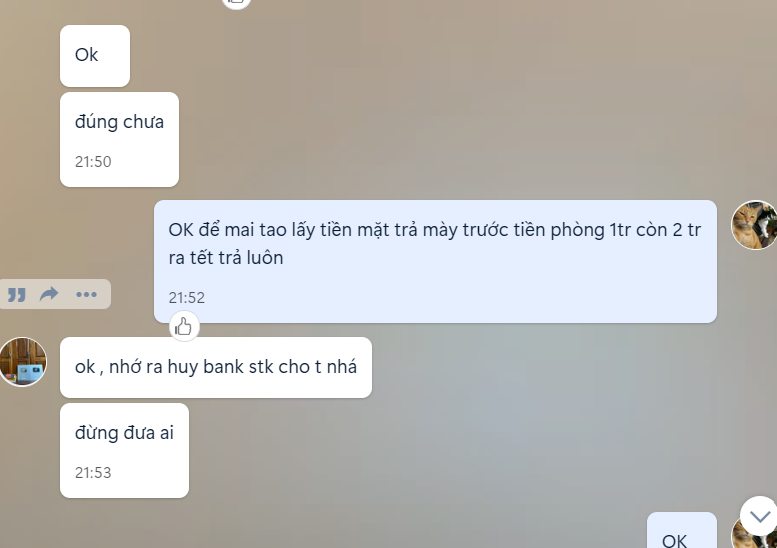 Ok
đúng chưa
21:50
OK để mai tao lấy tiền mặt trả mày trước tiền phòng 1tr còn 2 tr
ra tết trả luôn
21:52
ok , nhớ ra huy bank stk cho t nhá
đừng đưa ai
21:53
OK